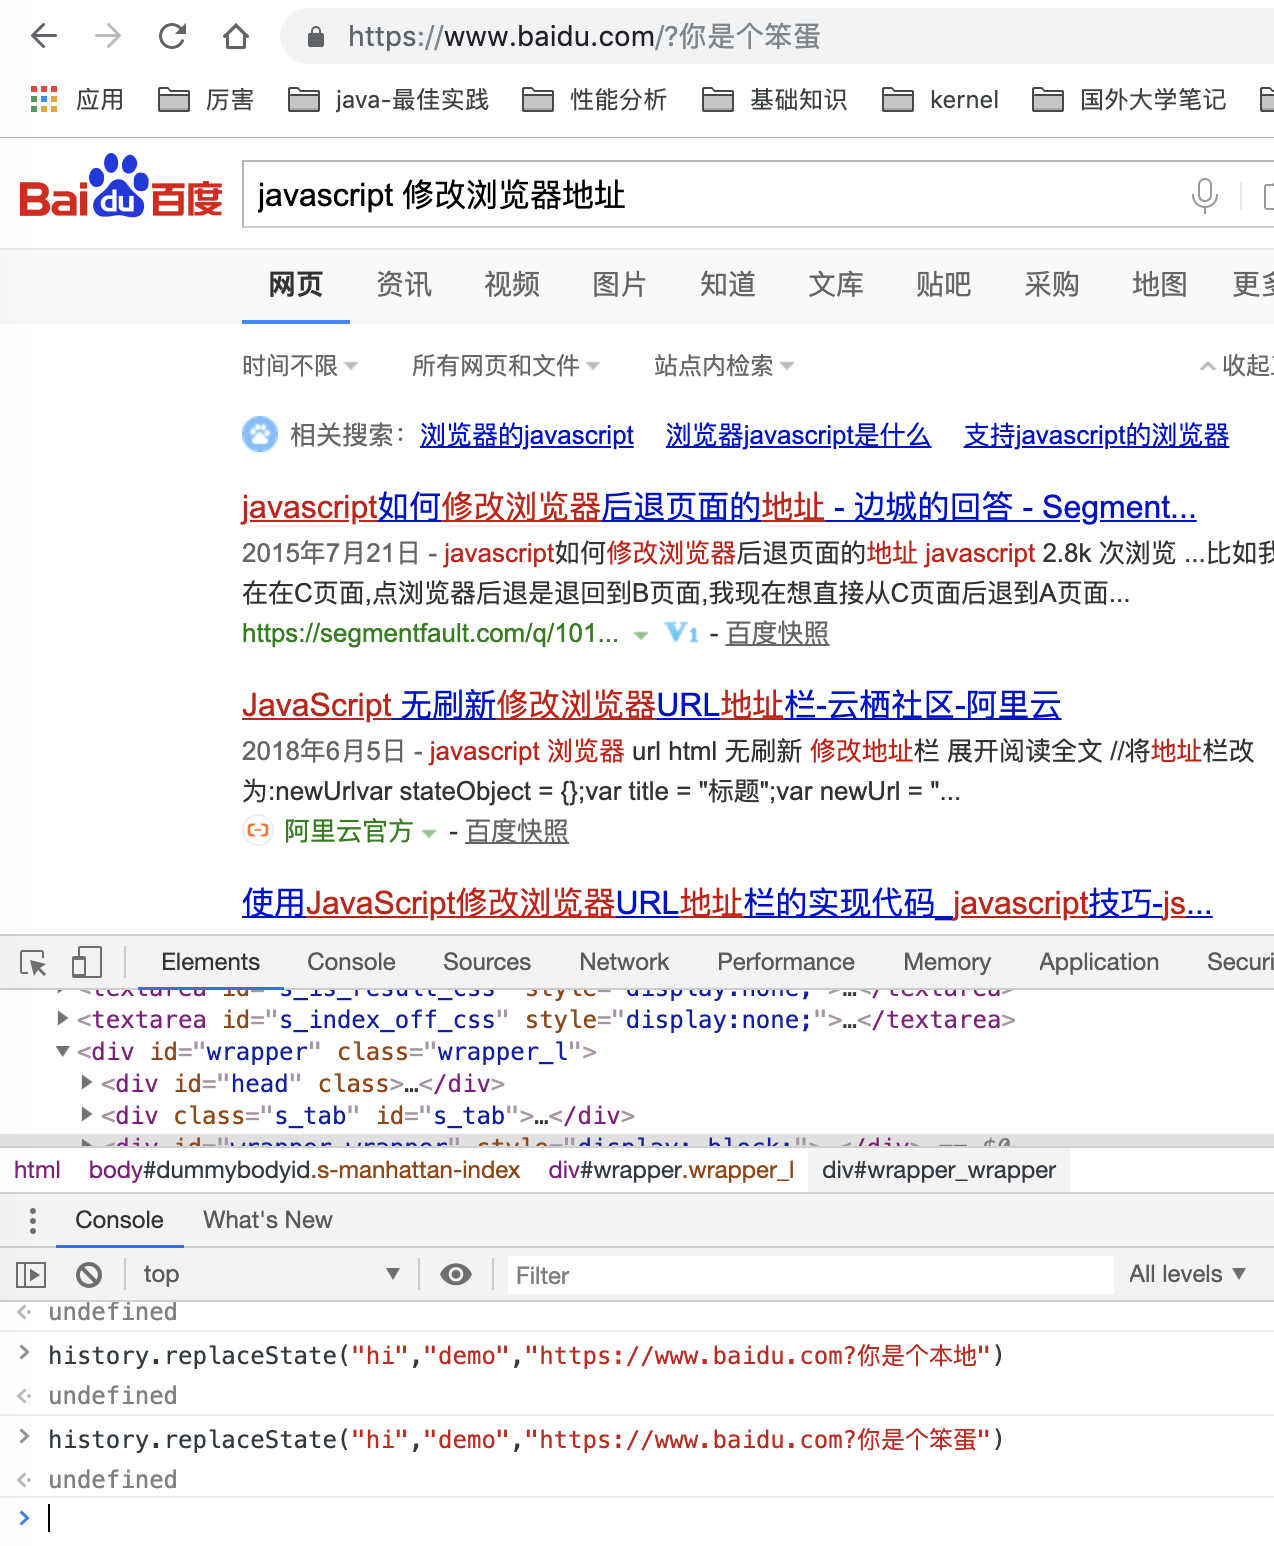 https://www.baidu.com/?你是个笨蛋
应用 厉害 java-最佳实践 性能分析 基础知识 kernel 国外大学笔记
Bai du 百度 javascript 修改浏览器地址
网页 资讯 视频 图片 知道 文库 贴吧 采购 地图 更多
时间不限 所有网页和文件 站点内检索 收起
相关搜索: 浏览器的javascript 浏览器javascript是什么 支持javascript的浏览器
javascript如何修改浏览器后退页面的地址 - 边城的回答 - Segment...
2015年7月21日 - javascript如何修改浏览器后退页面的地址 javascript 2.8k 次浏览 ...比如我
在在C页面,点浏览器后退是退回到B页面,我现在想直接从C页面后退到A页面...
https://segmentfault.com/q/101... V1 - 百度快照
JavaScript 无刷新修改浏览器URL地址栏-云栖社区-阿里云
2018年6月5日 - javascript 浏览器 url html 无刷新 修改地址栏 展开阅读全文 //将地址栏改
为:newUrlvar stateObject = {};var title = "标题";var newUrl = "...
阿里云官方 - 百度快照
使用JavaScript修改浏览器URL地址栏的实现代码_javascript技巧-js...
Elements Console Sources Network Performance Memory Application Securi
<textarea id="s_is_result_css" style="display:none;">…</textarea>
<textarea id="s_index_off_css" style="display:none;">…</textarea>
<div id="wrapper" class="wrapper_l">
<div id="head" class>…</div>
<div class="s_tab" id="s_tab">…</div>
<div id="wrapper_wrapper" style="display: block;">…</div> == $0
html body#dummybodyid.s-manhattan-index div#wrapper.wrapper_l div#wrapper_wrapper
Console What's New
top Filter All levels
undefined
history.replaceState("hi","demo","https://www.baidu.com?你是个本地")
undefined
history.replaceState("hi","demo","https://www.baidu.com?你是个笨蛋")
undefined